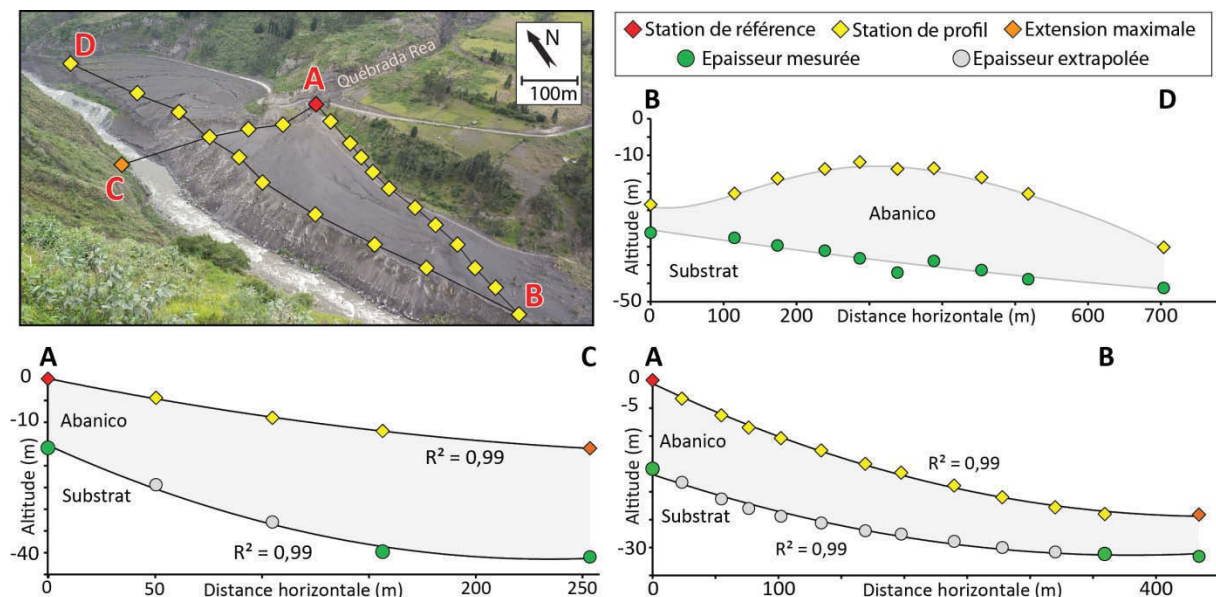 D
A
Québrada Rea
N
100m
C
B
Station de référence
Station de profil
Extension maximale
Epaisseur mesurée
Epaisseur extrapolée
B
D
0
-10
Altitude (m)
-50
Abanico
Substrat
0
100
200
Distance horizontale (m)
600
700
A
C
0
-10
Altitude (m)
-40
Abanico
Substrat
R² = 0,99
R² = 0,99
0
50
Distance horizontale (m)
200
250
A
B
0
-5
Altitude (m)
-30
Abanico
Substrat
R² = 0,99
R² = 0,99
0
100
Distance horizontale (m)
400